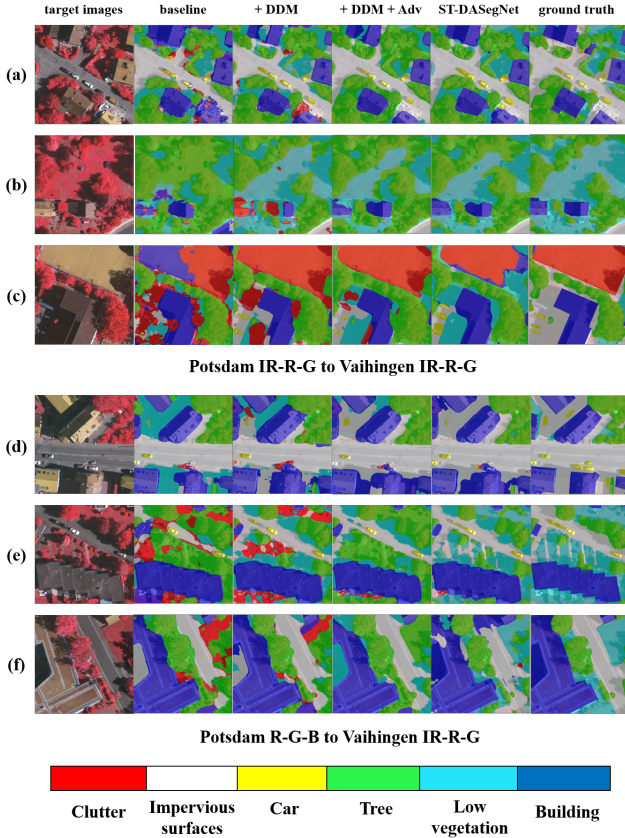 target images baseline + DDM + DDM + Adv ST-DASegNet ground truth
(a)
(b)
(c)
Potsdam IR-R-G to Vaihingen IR-R-G
(d)
(e)
(f)
Potsdam R-G-B to Vaihingen IR-R-G
Clutter Impervious surfaces Car Tree Low vegetation Building